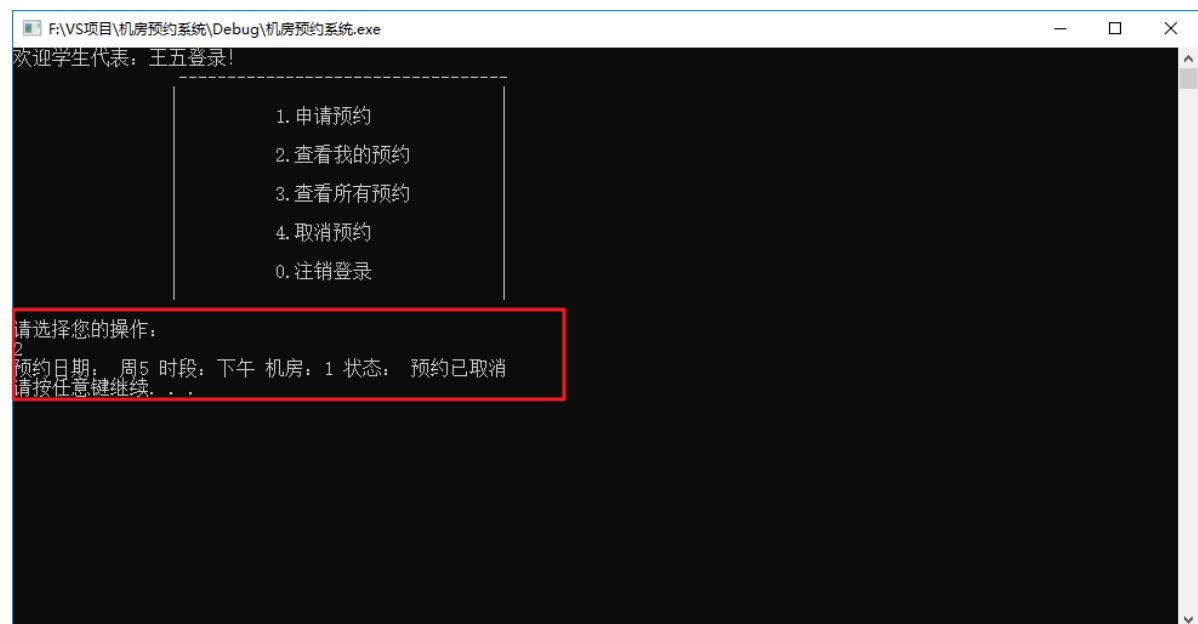 F:\VS项目\机房预约系统\Debug\机房预约系统.exe
欢迎学生代表：王五登录！
----------------------------------
1.申请预约
2.查看我的预约
3.查看所有预约
4.取消预约
0.注销登录
请选择您的操作：
2
预约日期： 周5 时段：下午 机房：1 状态： 预约已取消
请按任意键继续. . .